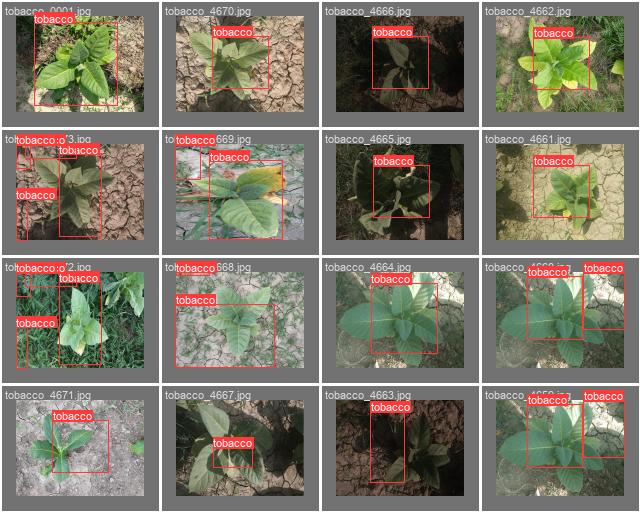 tobacco_0001.jpg
tobacco
tobacco_4670.jpg
tobacco
tobacco_4666.jpg
tobacco
tobacco_4662.jpg
tobacco
tobacco
tobacco
tobacco
tobacco
tobacco
tobacco_4665.jpg
tobacco
tobacco_4661.jpg
tobacco
tobacco
tobacco
tobacco
tobacco
tobacco
tobacco_4664.jpg
tobacco
tobacco
tobacco
tobacco_4671.jpg
tobacco
tobacco_4667.jpg
tobacco
tobacco_4663.jpg
tobacco
tobacco
tobacco